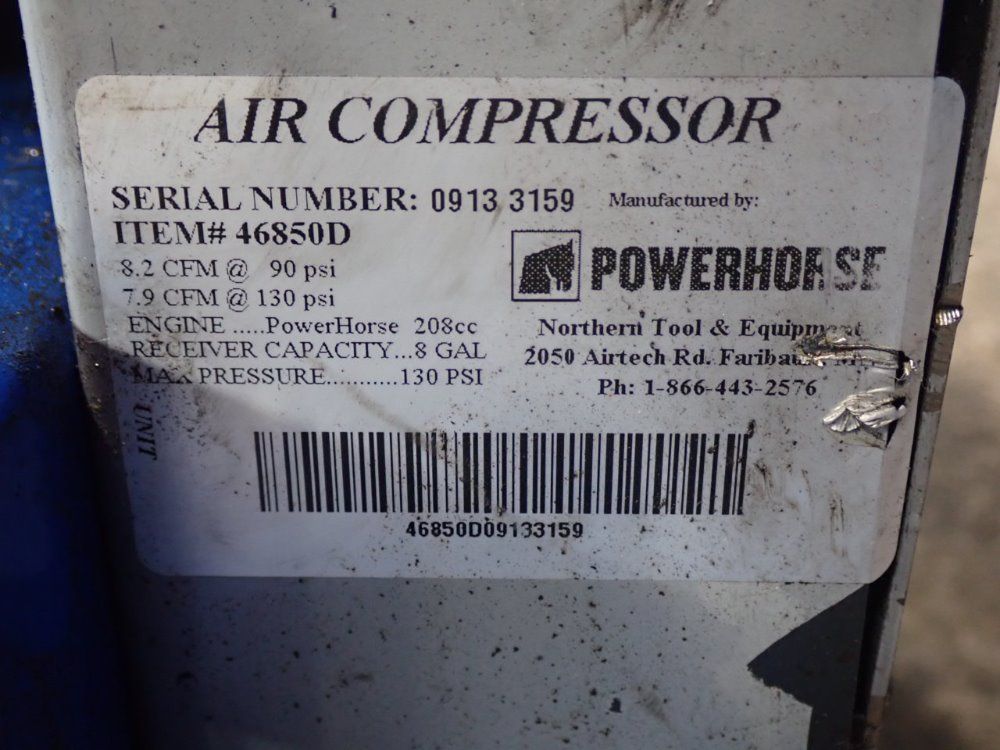 AIR COMPRESSOR
SERIAL NUMBER: 0913 3159
ITEM# 46850D
8.2 CFM @ 90 psi
7.9 CFM @ 130 psi
ENGINE .....PowerHorse 208cc
RECEIVER CAPACITY...8 GAL
MAX PRESSURE...........130 PSI
UNIT
Manufactured by:
POWERHORSE
Northern Tool & Equipment
2050 Airtech Rd.
Ph: 1-866-443-2576
46850D09133159